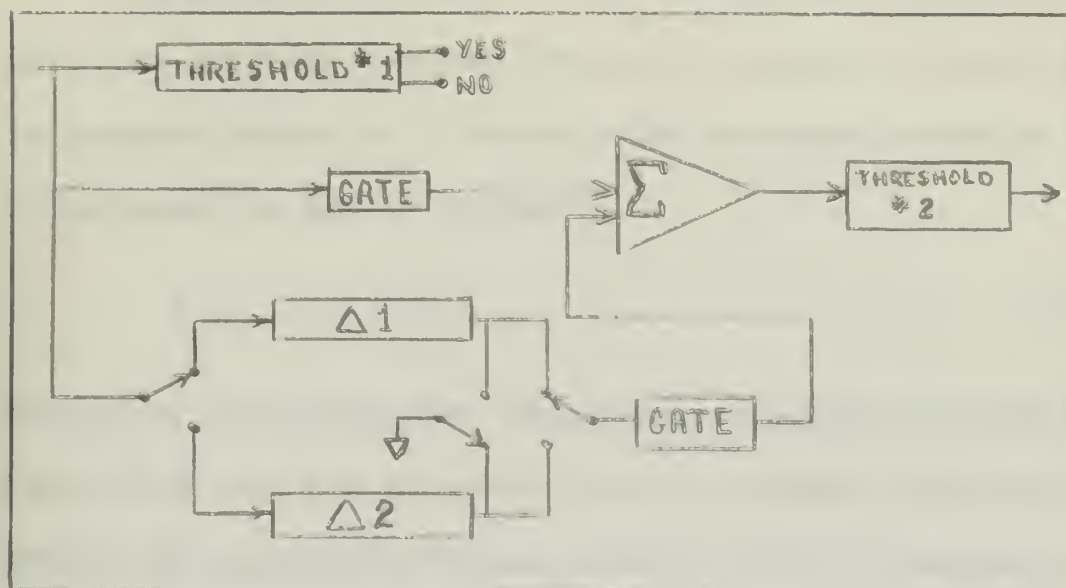 THRESHOLD #1
YES
NO
GATE
Σ
THRESHOLD
#2
Δ1
GATE
Δ2